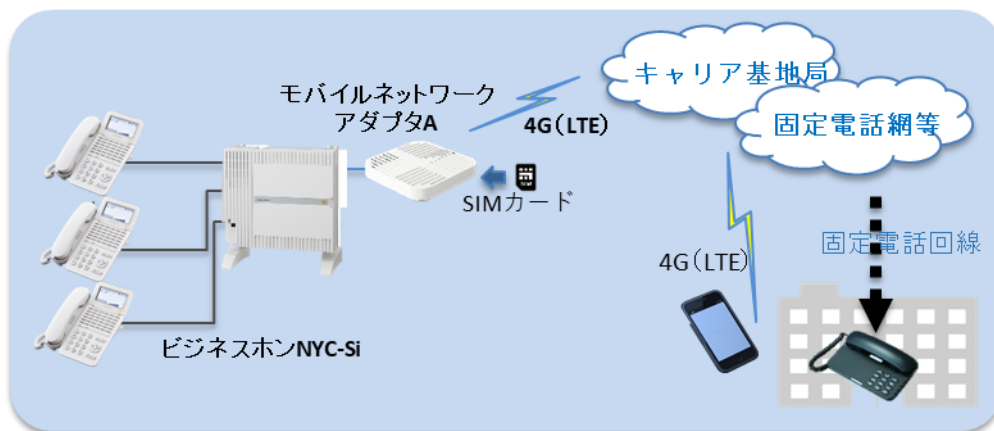 キャリア基地局
固定電話網等
モバイルネットワーク
アダプタA
4G(LTE)
SIMカード
固定電話回線
4G(LTE)
ビジネスホンNYC-Si